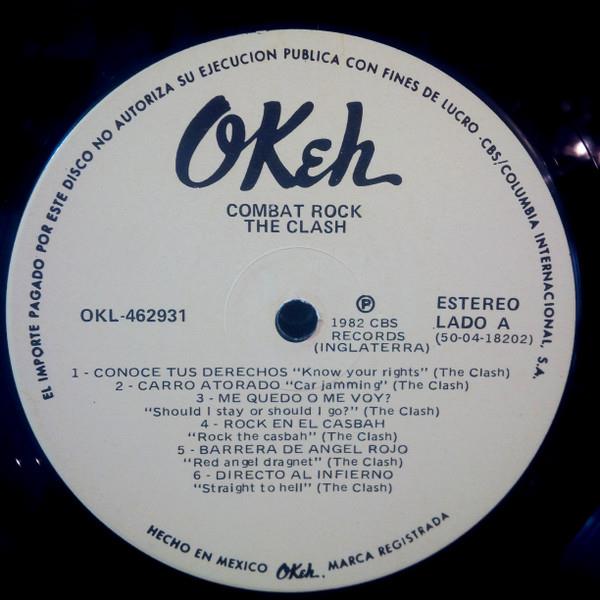 EL IMPORTE PAGADO POR ESTE DISCO NO AUTORIZA SU EJECUCION PUBLICA CON FINES DE LUCRO. CBS/COLUMBIA INTERNACIONAL, S.A.
OKeh
COMBAT ROCK
THE CLASH
OKL-462931
℗
1982 CBS
RECORDS
(INGLATERRA)
ESTEREO
LADO A
(50-04-18202)
1 - CONOCE TUS DERECHOS "Know your rights" (The Clash)
2 - CARRO ATORADO "Car jamming" (The Clash)
3 - ME QUEDO O ME VOY?
"Should I stay or should I go?" (The Clash)
4 - ROCK EN EL CASBAH
"Rock the casbah" (The Clash)
5 - BARRERA DE ANGEL ROJO
"Red angel dragnet" (The Clash)
6 - DIRECTO AL INFIERNO
"Straight to hell" (The Clash)
HECHO EN MEXICO OKeh. MARCA REGISTRADA